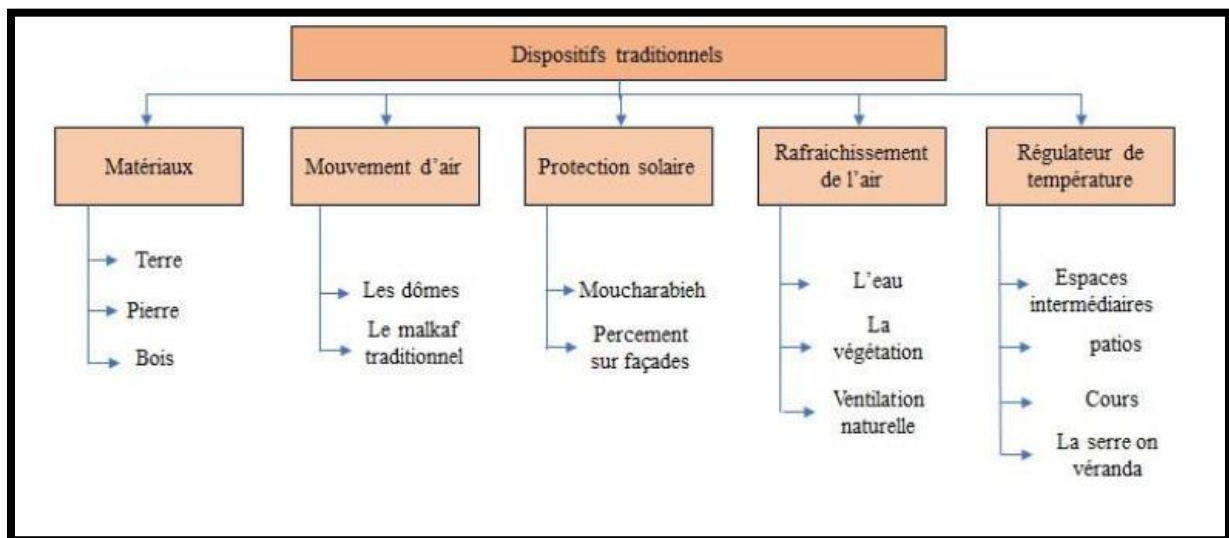 Dispositifs traditionnels
Matériaux
Mouvement d’air
Protection solaire
Rafraichissement
de l’air
Régulateur de
température
Terre
Pierre
Bois
Les dômes
Le malkaf
traditionnel
Moucharabieh
Percement
sur façades
L’eau
La
végétation
Ventilation
naturelle
Espaces
intermédiaires
patios
Cours
La serre on
véranda